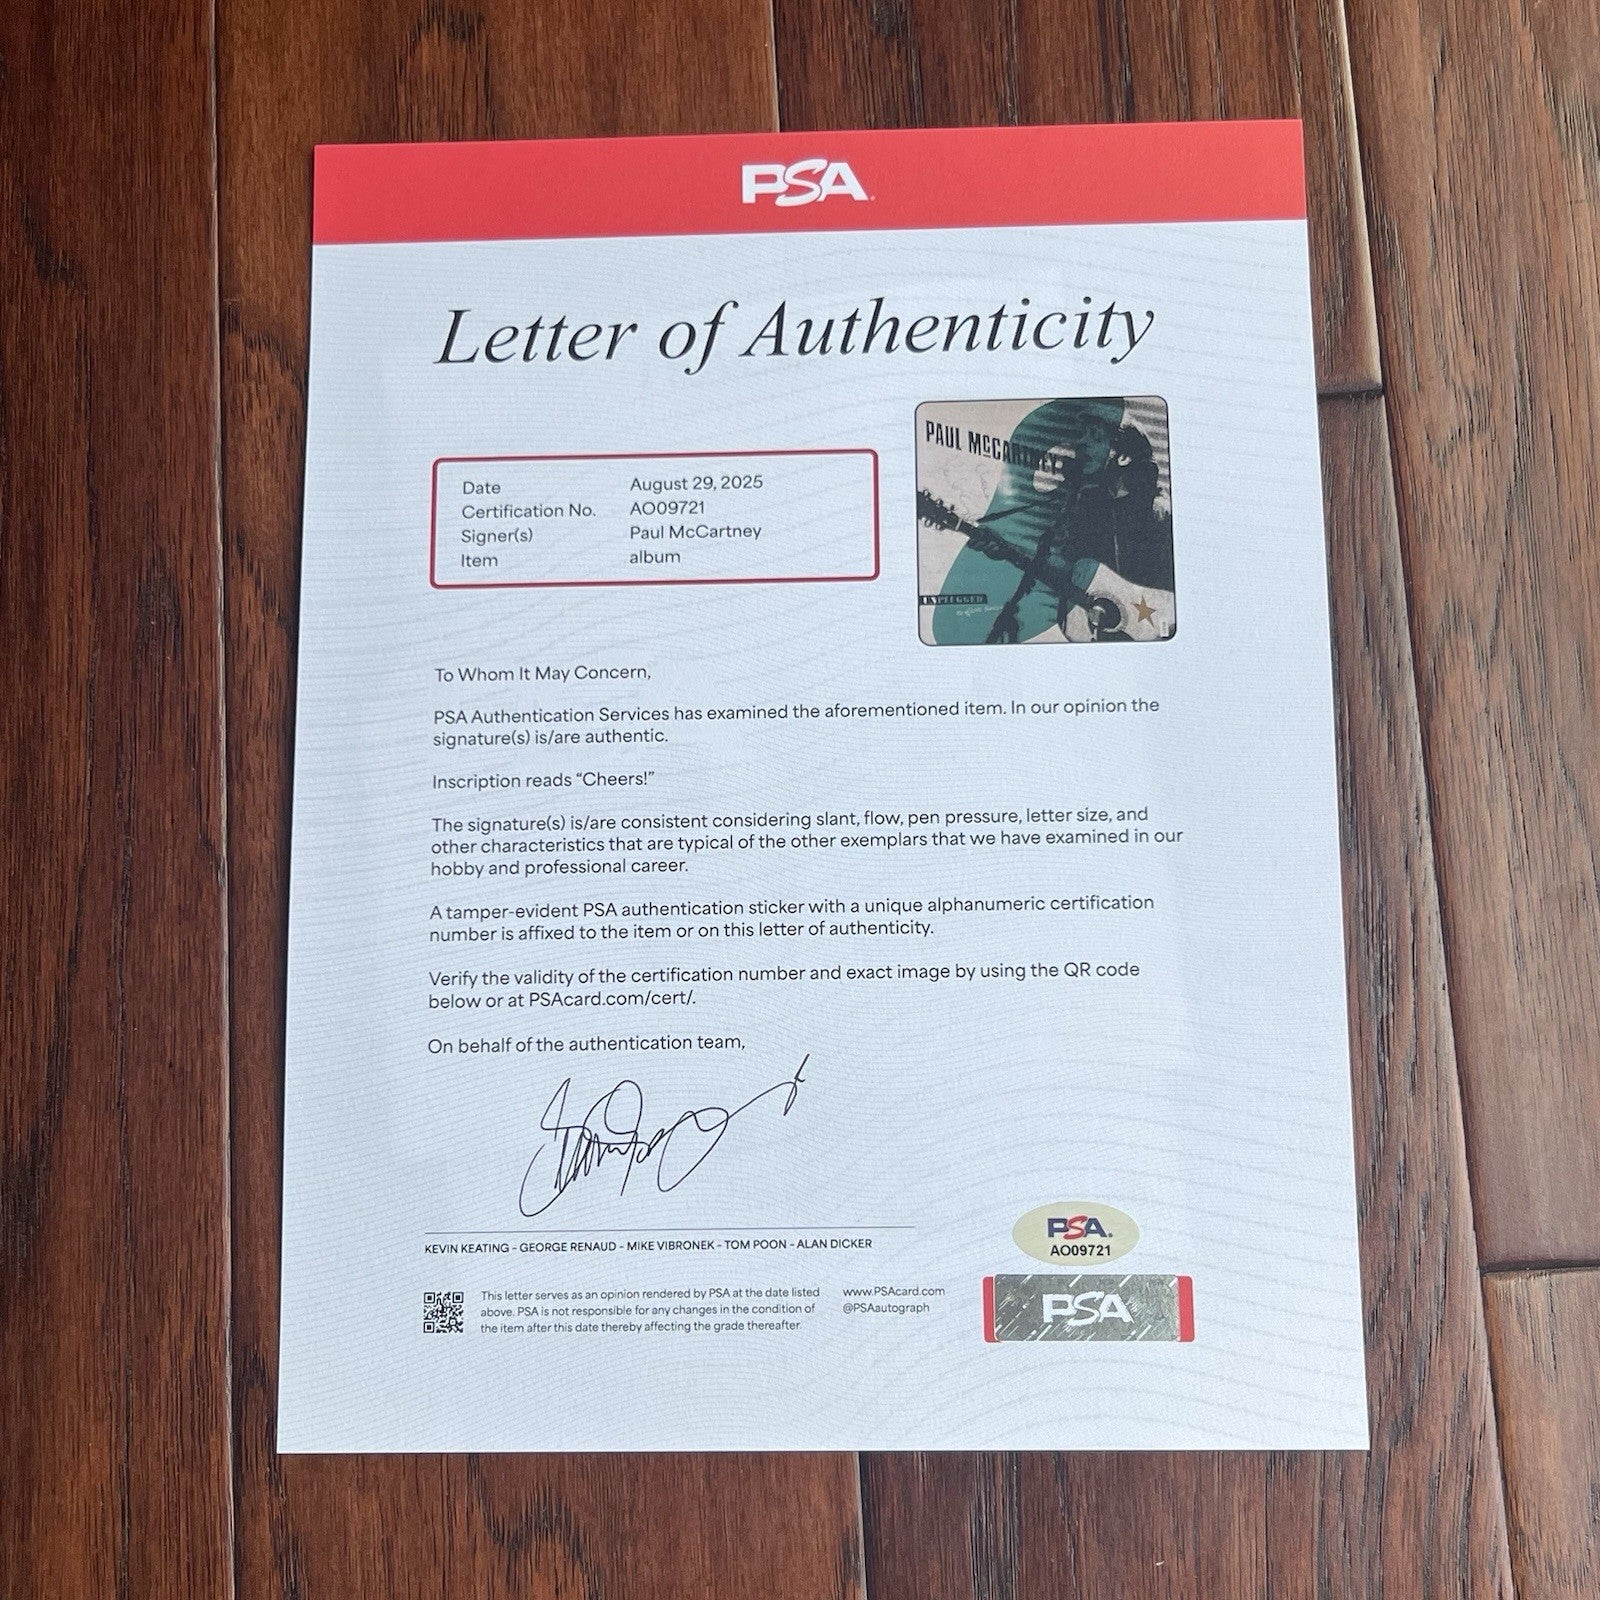 PSA
Letter of Authenticity
PAUL McCARTNEY
UNPLUGGED
Date August 29, 2025
Certification No. AO09721
Signer(s) Paul McCartney
Item album
To Whom It May Concern,
PSA Authentication Services has examined the aforementioned item. In our opinion the
signature(s) is/are authentic.
Inscription reads “Cheers!”
The signature(s) is/are consistent considering slant, flow, pen pressure, letter size, and
other characteristics that are typical of the other exemplars that we have examined in our
hobby and professional career.
A tamper-evident PSA authentication sticker with a unique alphanumeric certification
number is affixed to the item or on this letter of authenticity.
Verify the validity of the certification number and exact image by using the QR code
below or at PSAcard.com/cert/.
On behalf of the authentication team,
KEVIN KEATING - GEORGE RENAUD - MIKE VIBRONEK - TOM POON - ALAN DICKER
This letter serves as an opinion rendered by PSA at the date listed
above. PSA is not responsible for any changes in the condition of
the item after this date thereby affecting the grade thereafter.
www.PSAcard.com
@PSAautograph
PSA.
AO09721
PSA